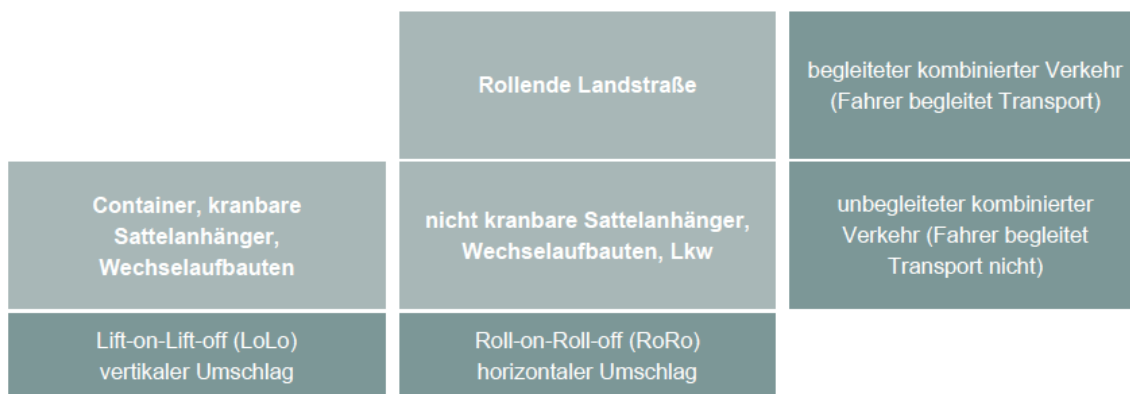 Rollende Landstraße
begleiteter kombinierter Verkehr
(Fahrer begleitet Transport)
Container, kranbare
Sattelanhänger,
Wechselaufbauten
nicht kranbare Sattelanhänger,
Wechselaufbauten, Lkw
unbegleiteter kombinierter
Verkehr (Fahrer begleitet
Transport nicht)
Lift-on-Lift-off (LoLo)
vertikaler Umschlag
Roll-on-Roll-off (RoRo)
horizontaler Umschlag